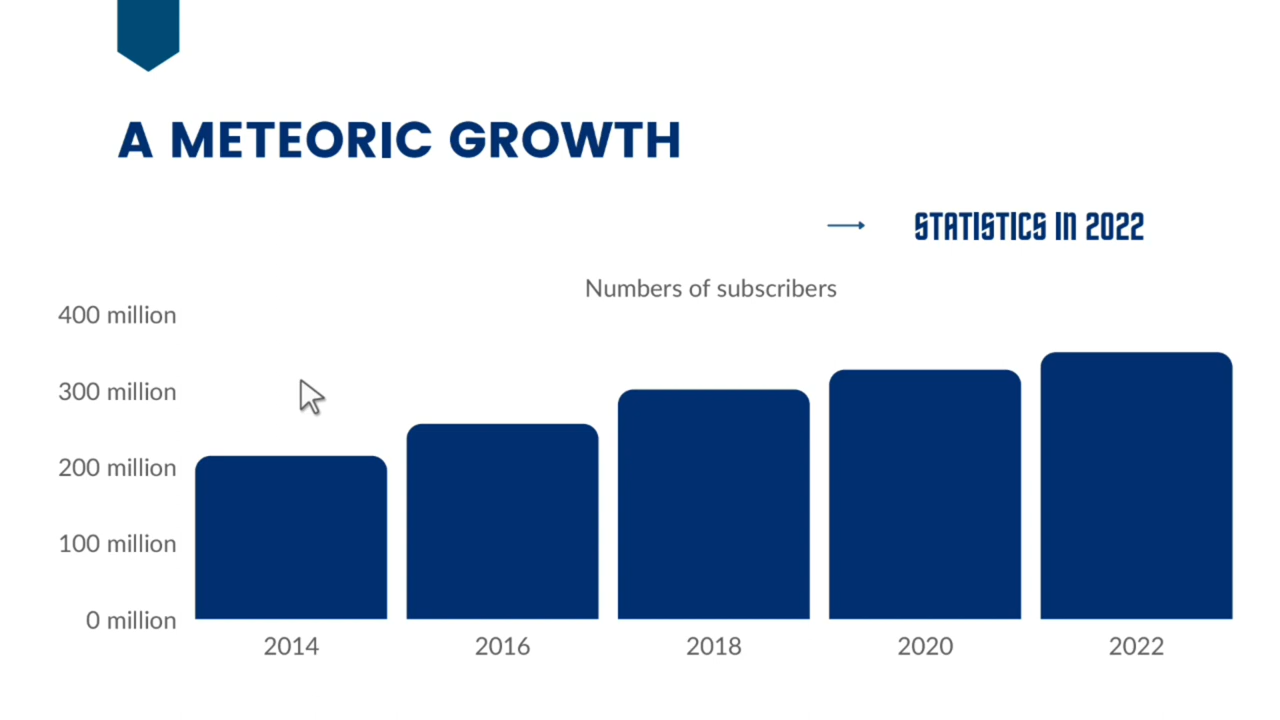 A METEORIC GROWTH
STATISTICS IN 2022
Numbers of subscribers
400 million
300 million
200 million
100 million
0 million
2014
2016
2018
2020
2022